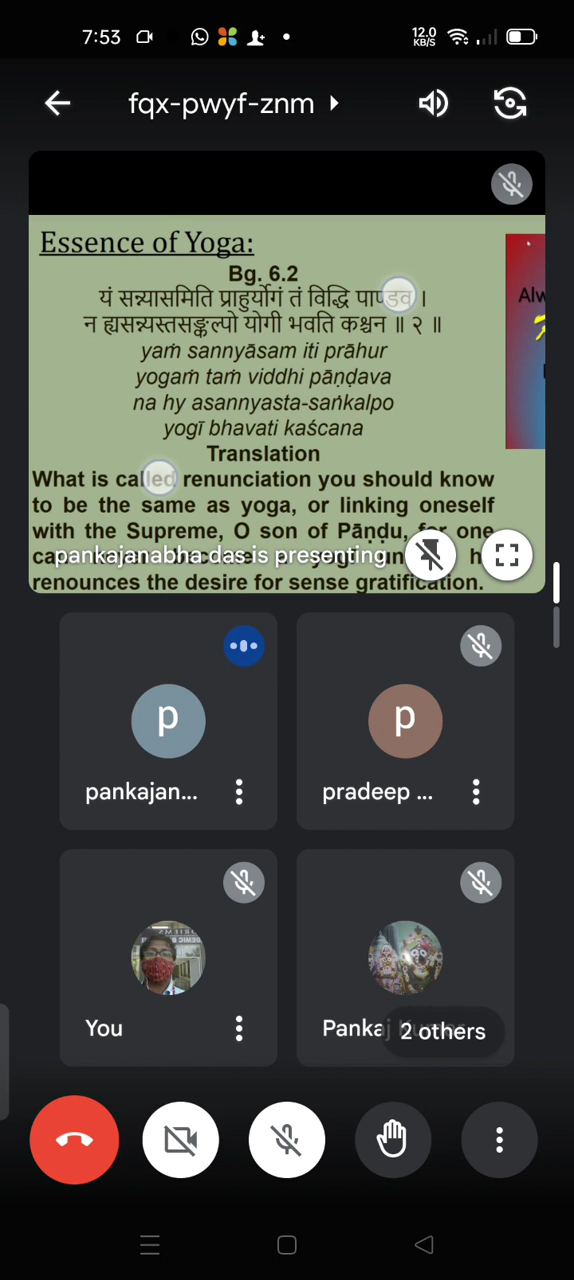 7:53
12.0
KB/S
fqx-pwyf-znm
Essence of Yoga:
Bg. 6.2
यं सन्न्यासमिति प्राहुर्योगं तं विद्धि पाण्डव ।
न ह्यसन्न्यस्तसङ्कल्पो योगी भवति कश्चन ॥ २ ॥
yaṁ sannyāsam iti prāhur
yogaṁ taṁ viddhi pāṇḍava
na hy asannyasta-saṅkalpo
yogī bhavati kaścana
Translation
What is called renunciation you should know
to be the same as yoga, or linking oneself
with the Supreme, O son of Pāṇḍu, for one
pankajanabha das is presenting
renounces the desire for sense gratification.
p
pankajan...
p
pradeep ...
You
Pankaj
2 others